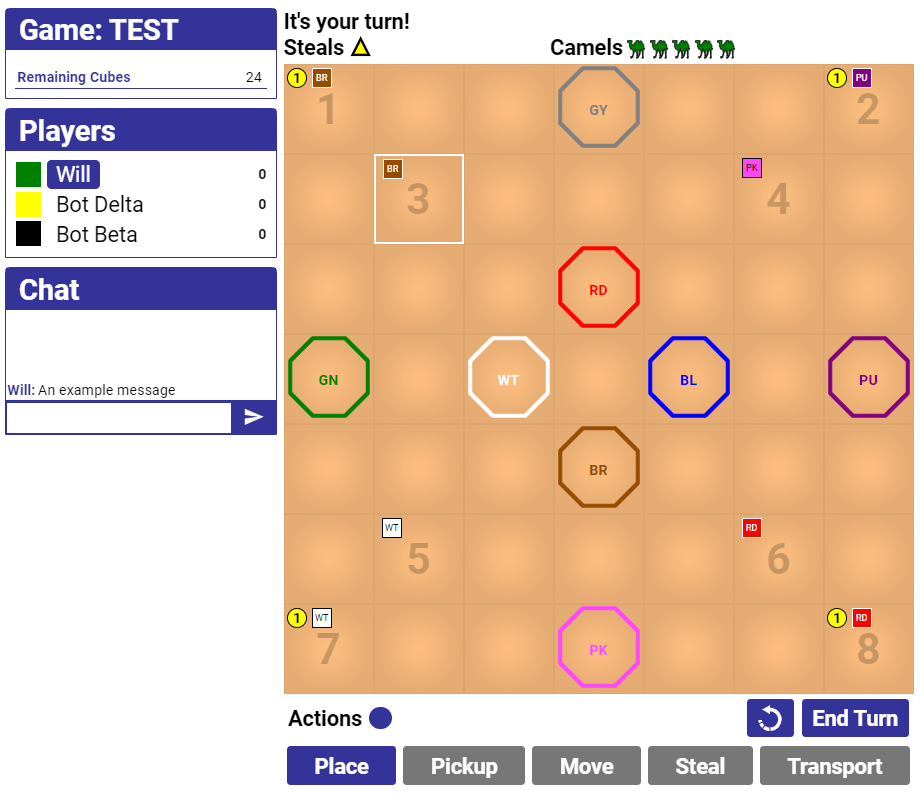 Game: TEST
Remaining Cubes 24
Players
Will 0
Bot Delta 0
Bot Beta 0
Chat
Will: An example message
It's your turn!
Steals
Camels
1 BR 1
GY
1 PU 2
BR 3
PK 4
RD
GN
WT
BL
PU
BR
WT 5
RD 6
1 WT 7
PK
1 RD 8
Actions
End Turn
Place Pickup Move Steal Transport